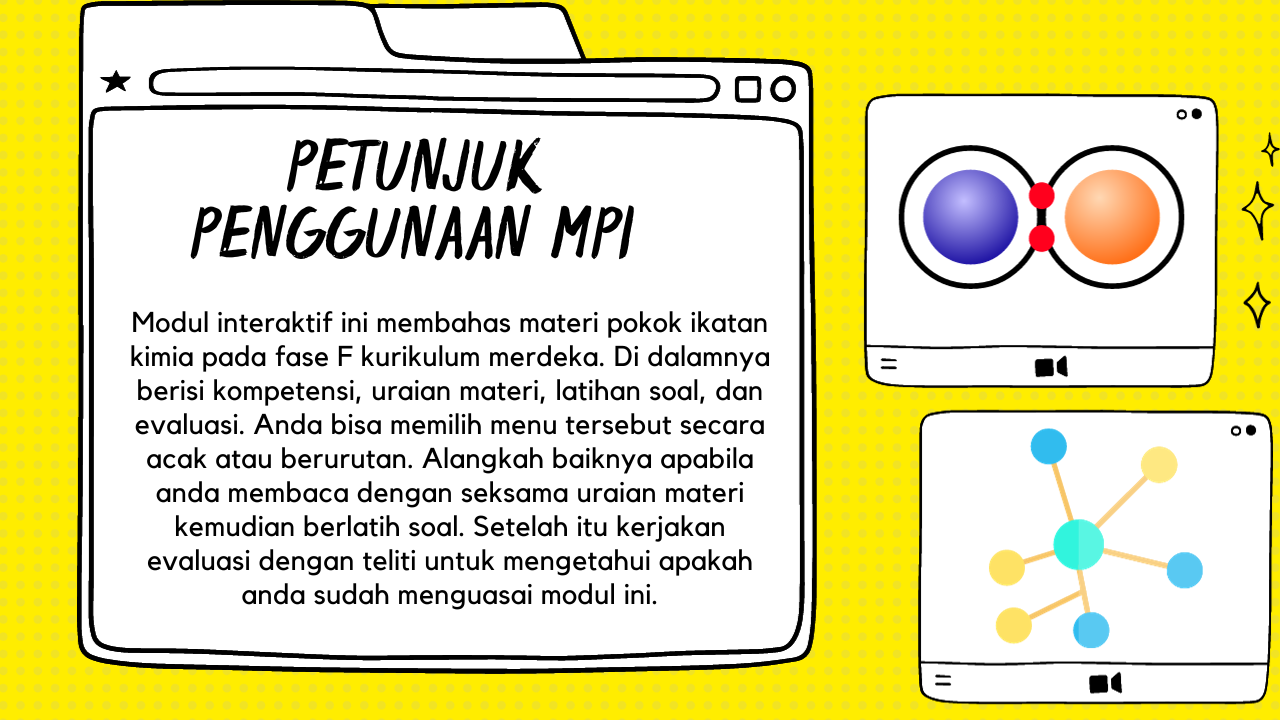 PETUNJUK
PENGGUNAAN MPI
Modul interaktif ini membahas materi pokok ikatan
kimia pada fase F kurikulum merdeka. Di dalamnya
berisi kompetensi, uraian materi, latihan soal, dan
evaluasi. Anda bisa memilih menu tersebut secara
acak atau berurutan. Alangkah baiknya apabila
anda membaca dengan seksama uraian materi
kemudian berlatih soal. Setelah itu kerjakan
evaluasi dengan teliti untuk mengetahui apakah
anda sudah menguasai modul ini.